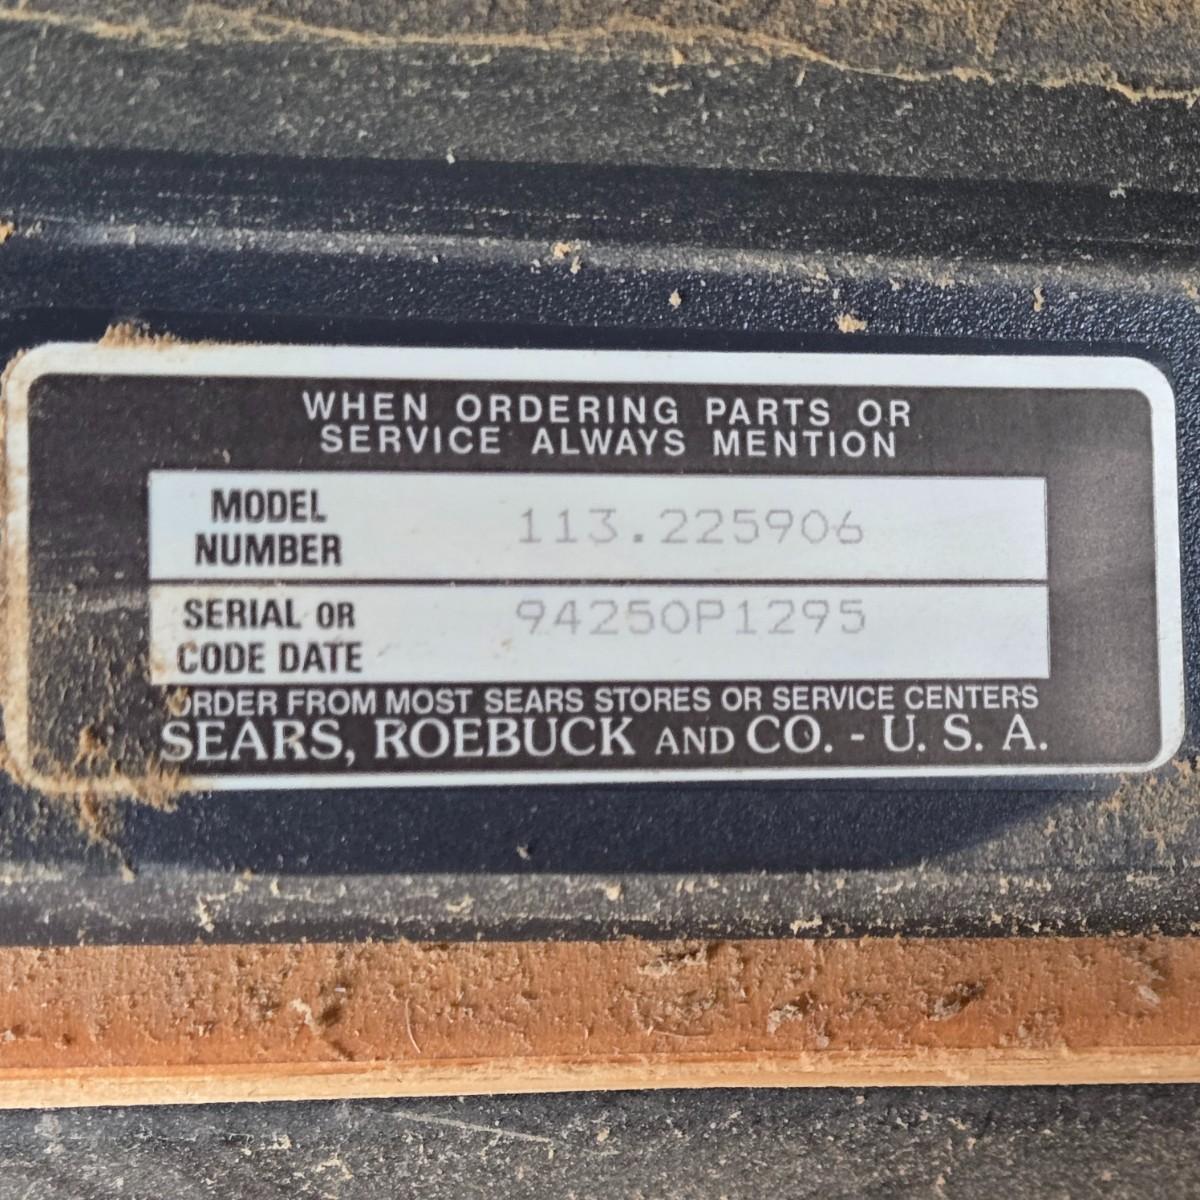 WHEN ORDERING PARTS OR
SERVICE ALWAYS MENTION
MODEL NUMBER 113.225906
SERIAL OR CODE DATE 94250P1295
ORDER FROM MOST SEARS STORES OR SERVICE CENTERS
SEARS, ROEBUCK AND CO. - U. S. A.